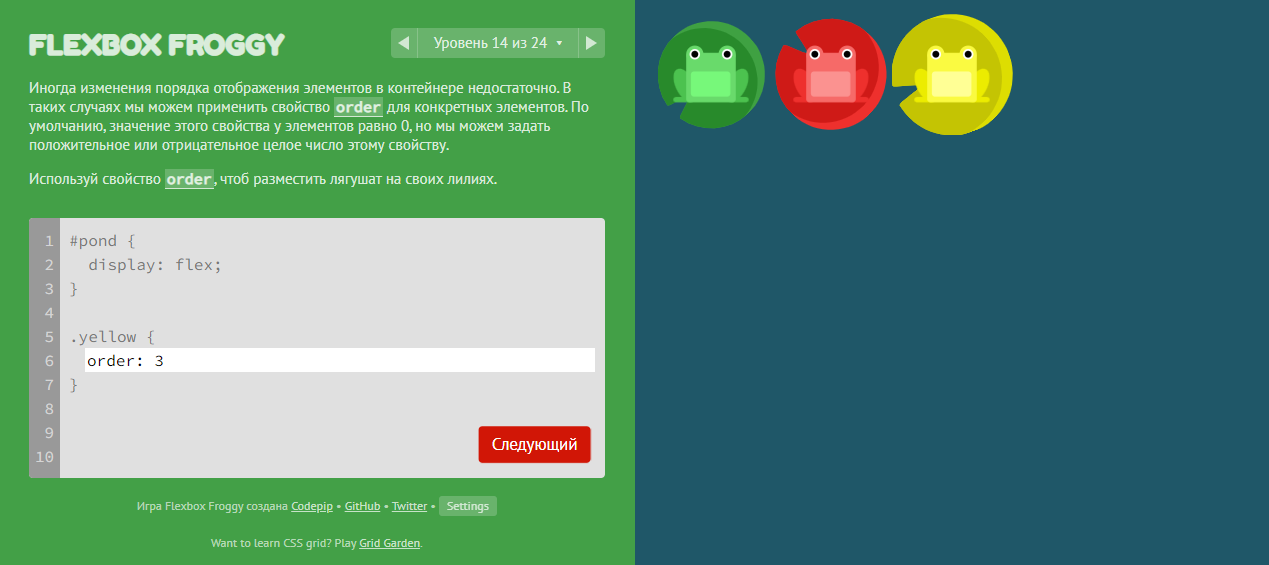 FLEXBOX FROGGY
Уровень 14 из 24
Иногда изменения порядка отображения элементов в контейнере недостаточно. В
таких случаях мы можем применить свойство order для конкретных элементов. По
умолчанию, значение этого свойства у элементов равно 0, но мы можем задать
положительное или отрицательное целое число этому свойству.
Используй свойство order, чтоб разместить лягушат на своих лилиях.
1 #pond {
2 display: flex;
3 }
4
5 .yellow {
6 order: 3
7 }
8
9
10
Следующий
Игра Flexbox Froggy создана Codepip • GitHub • Twitter • Settings
Want to learn CSS grid? Play Grid Garden.